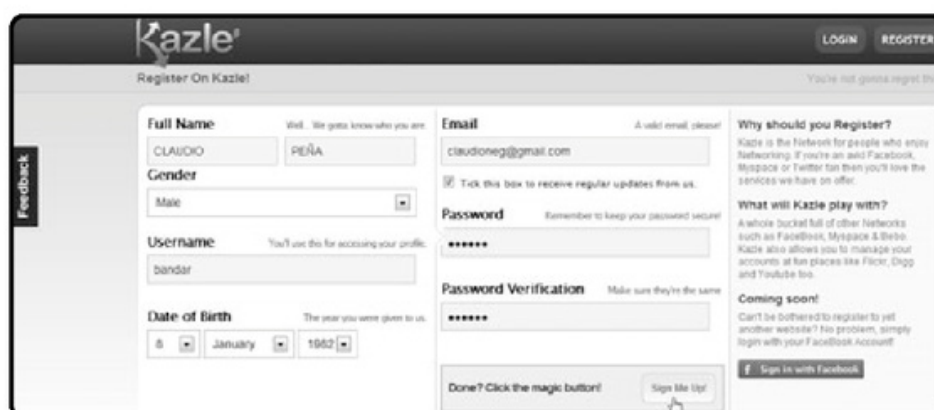 Kazle
LOGIN
REGISTER
Register On Kazle!
You're not gonna regret th
Feedback
Full Name
Well... We gotta know who you are.
CLAUDIO
PEÑA
Gender
Male
Username
You'll use this for accessing your profile.
bandar
Date of Birth
The year you were given to us.
8
January
1982
Email
A valid email, please!
claudioneg@gmail.com
Tick this box to receive regular updates from us.
Password
Remember to keep your password secure!
••••••
Password Verification
Make sure they're the same
••••••
Done? Click the magic button!
Sign Me Up!
Why should you Register?
Kazle is the Network for people who enjoy
Networking. If you're an avid Facebook,
Myspace or Twitter fan then you'll love the
services we have on offer.
What will Kazle play with?
A whole bucket full of other Networks
such as FaceBook, Myspace & Bebo.
Kazle also allows you to manage your
accounts at fun places like Flickr, Digg
and Youtube too.
Coming soon!
Can't be bothered to register to yet
another website? No problem, simply
login with your FaceBook Account!
f Sign in with Facebook